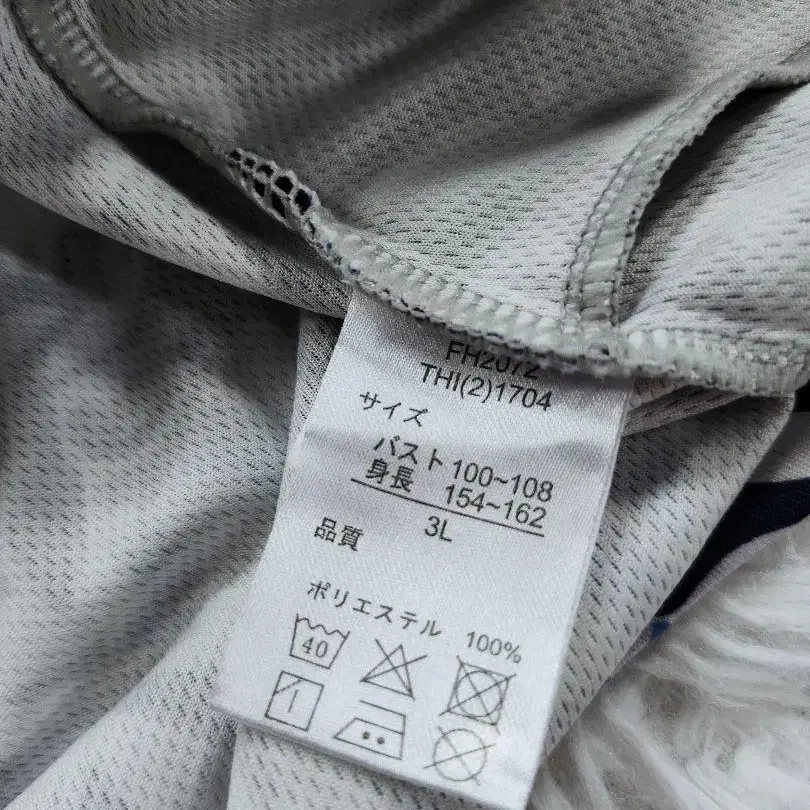 FH2072
THI(2)1704
サイズ
バスト 100~108
身長 154~162
3L
品質
ポリエステル 100%
40